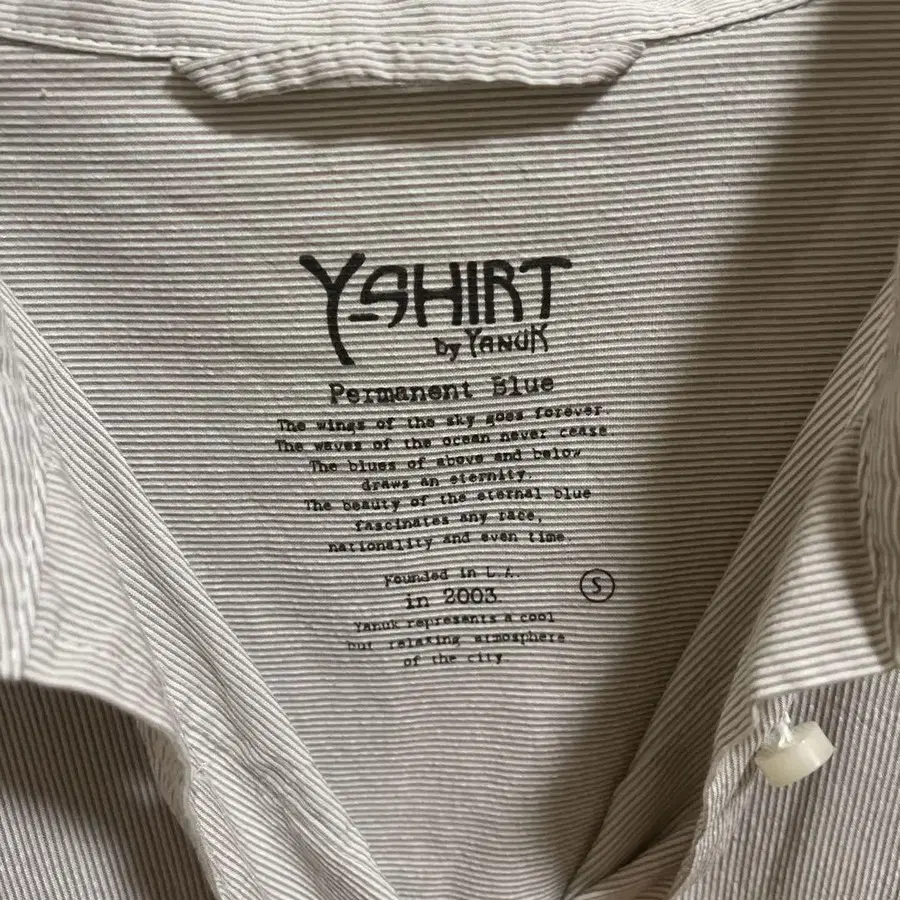 Y-SHIRT
by YANUK
Permanent Blue
The wings of the sky goes forever.
The waves of the ocean never cease.
The blues of above and below
draws an eternity.
The beauty of the eternal blue
fascinates any race,
nationality and even time.
Founded in L.A.
in 2003.
S
Yanuk represents a cool
but relaxing atmosphere
of the city.